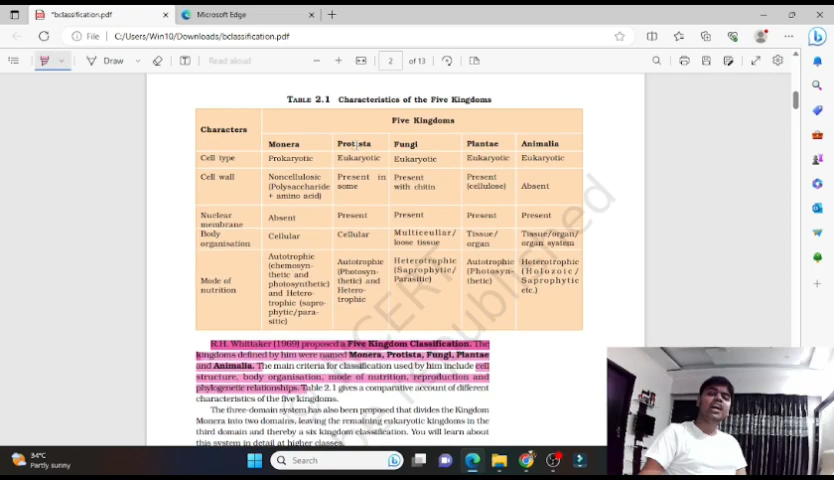 *bclassification.pdf
Microsoft Edge
File
C:/Users/Win10/Downloads/bclassification.pdf
Draw
Read aloud
2
of 13
TABLE 2.1 Characteristics of the Five Kingdoms
Characters
Five Kingdoms
Monera Protista Fungi Plantae Animalia
Cell type Prokaryotic Eukaryotic Eukaryotic Eukaryotic Eukaryotic
Cell wall Noncellulosic Present in Present Present Absent
(Polysaccharide some with chitin (cellulose)
+ amino acid)
Nuclear Absent Present Present Present Present
membrane
Body Cellular Cellular Multiceullar/ Tissue/ Tissue/organ/
organisation loose tissue organ organ system
Mode of
nutrition
Autotrophic Autotrophic Heterotrophic Autotrophic Heterotrophic
(chemosyn- (Photosyn- (Saprophytic/ (Photosyn- (Holozoic/
thetic and thetic) and Parasitic) thetic) Saprophytic
photosynthetic) Hetero- etc.)
and Hetero- trophic
trophic (sapro-
phytic/para-
sitic)
R.H. Whittaker (1969) proposed a Five Kingdom Classification. The
kingdoms defined by him were named Monera, Protista, Fungi, Plantae
and Animalia. The main criteria for classification used by him include cell
structure, body organisation, mode of nutrition, reproduction and
phylogenetic relationships. Table 2.1 gives a comparative account of different
characteristics of the five kingdoms.
The three-domain system has also been proposed that divides the Kingdom
Monera into two domains, leaving the remaining eukaryotic kingdoms in the
third domain and thereby a six kingdom classification. You will learn about
this system in detail at higher classes.
34°C
Partly sunny
Search